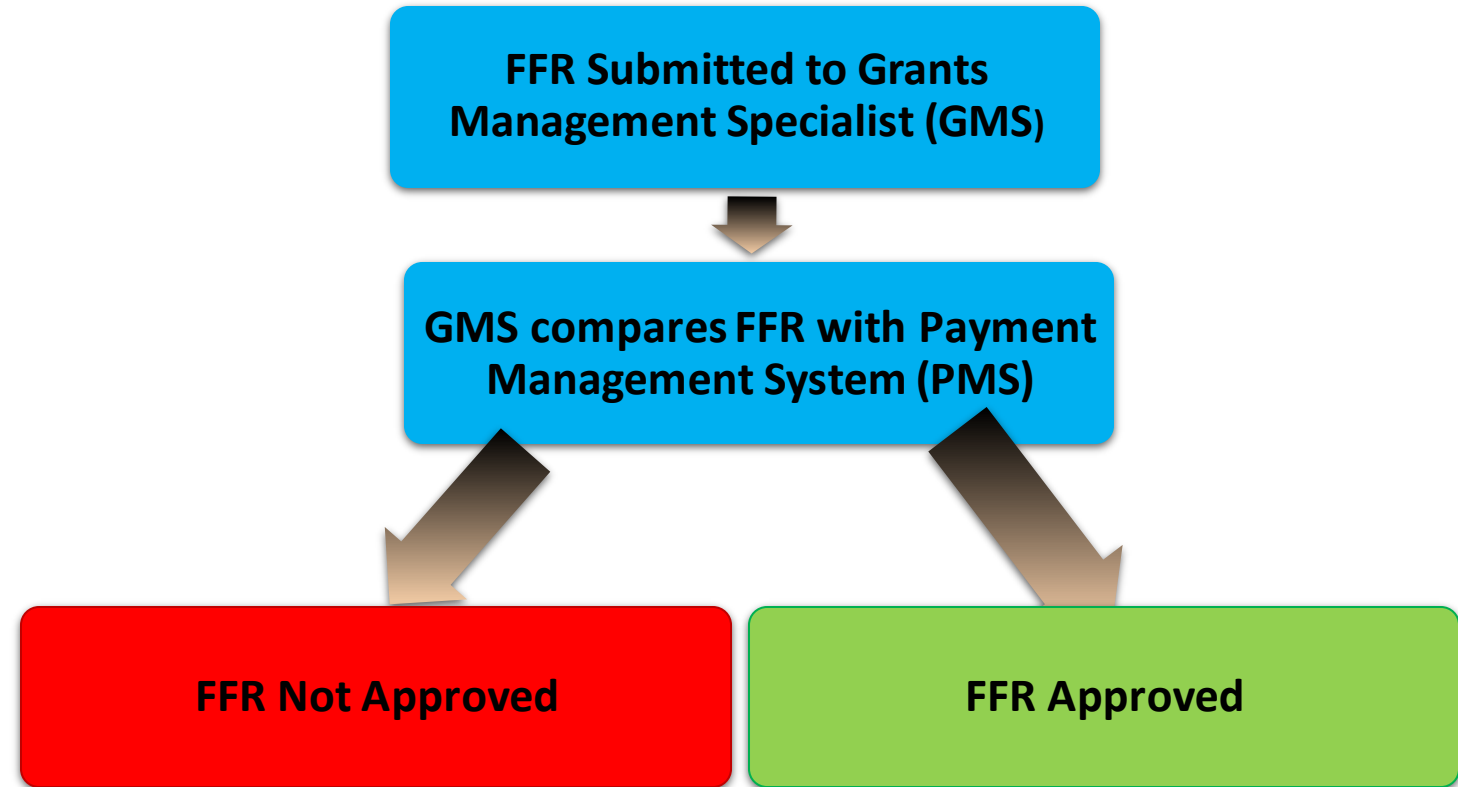 FFR Submitted to Grants
Management Specialist (GMS)
GMS compares FFR with Payment
Management System (PMS)
FFR Not Approved
FFR Approved